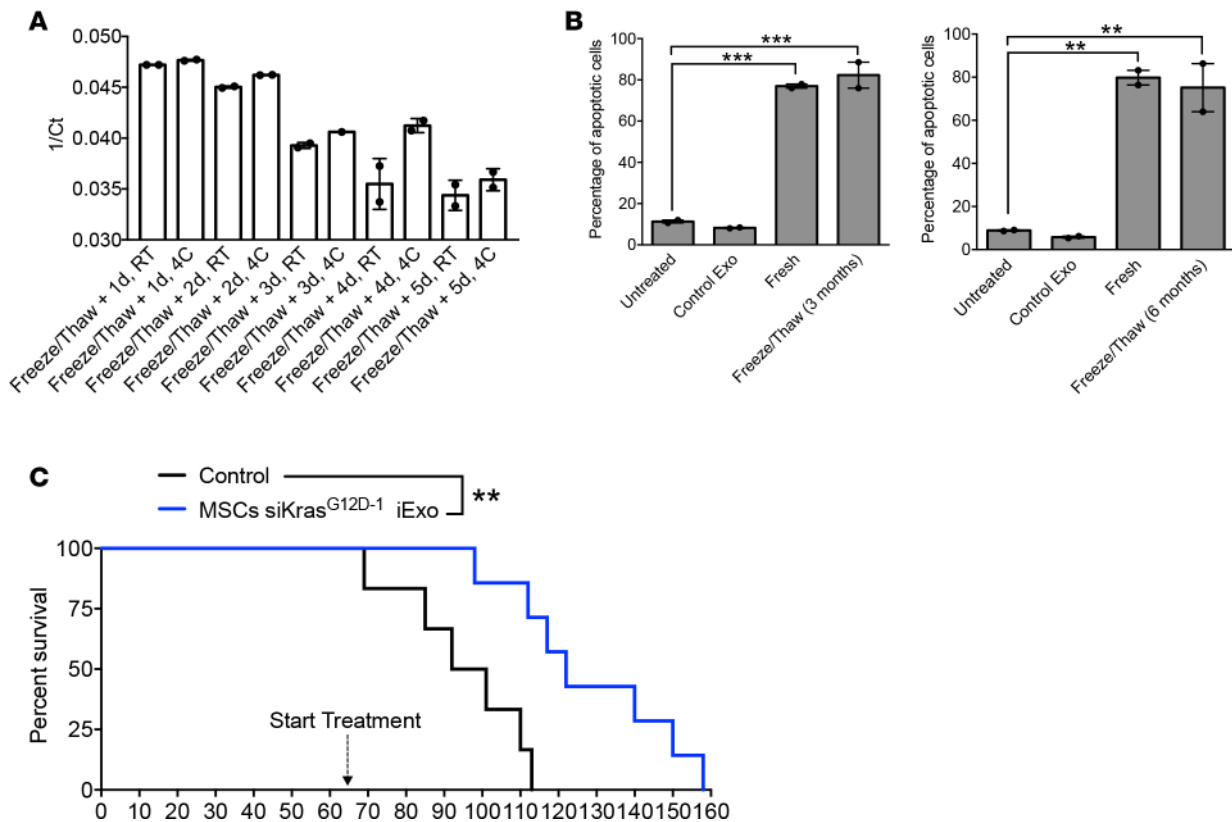 A
1/Ct
0.050
0.045
0.040
0.035
0.030
Freeze/Thaw + 1d, RT
Freeze/Thaw + 1d, 4C
Freeze/Thaw + 2d, RT
Freeze/Thaw + 2d, 4C
Freeze/Thaw + 3d, RT
Freeze/Thaw + 3d, 4C
Freeze/Thaw + 4d, RT
Freeze/Thaw + 4d, 4C
Freeze/Thaw + 5d, RT
Freeze/Thaw + 5d, 4C
B
Percentage of apoptotic cells
100
80
60
40
20
0
***
***
Untreated
Control Exo
Fresh
Freeze/Thaw (3 months)
Percentage of apoptotic cells
100
80
60
40
20
0
**
**
Untreated
Control Exo
Fresh
Freeze/Thaw (6 months)
C
Control
MSCs siKrasG12D-1 iExo
**
Percent survival
100
75
50
25
0
Start Treatment
0 10 20 30 40 50 60 70 80 90 100 110 120 130 140 150 160